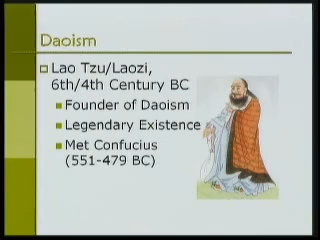 Daoism
Lao Tzu/Laozi,
6th/4th Century BC
Founder of Daoism
Legendary Existence
Met Confucius
(551-479 BC)